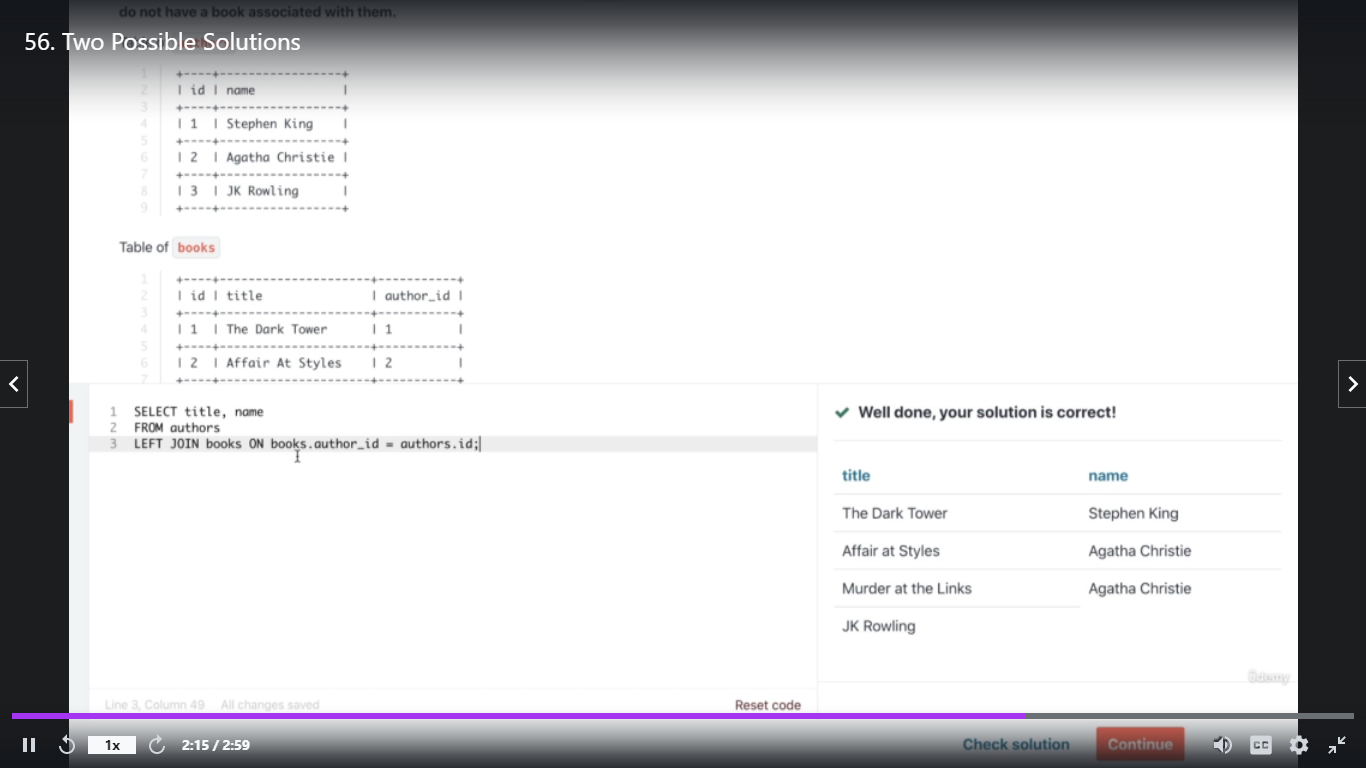 do not have a book associated with them.
56. Two Possible Solutions
1 +----+-----------------+
2 | id | name |
3 +----+-----------------+
4 | 1 | Stephen King |
5 +----+-----------------+
6 | 2 | Agatha Christie |
7 +----+-----------------+
8 | 3 | JK Rowling |
9 +----+-----------------+
Table of books
1 +----+---------------------+-----------+
2 | id | title | author_id |
3 +----+---------------------+-----------+
4 | 1 | The Dark Tower | 1 |
5 +----+---------------------+-----------+
6 | 2 | Affair At Styles | 2 |
7 +----+---------------------+-----------+
1 SELECT title, name
2 FROM authors
3 LEFT JOIN books ON books.author_id = authors.id;
Line 3, Column 49 All changes saved
Reset code
Well done, your solution is correct!
title name
The Dark Tower Stephen King
Affair at Styles Agatha Christie
Murder at the Links Agatha Christie
JK Rowling
ûdemy
Check solution Continue
1x 2:15 / 2:59 CC